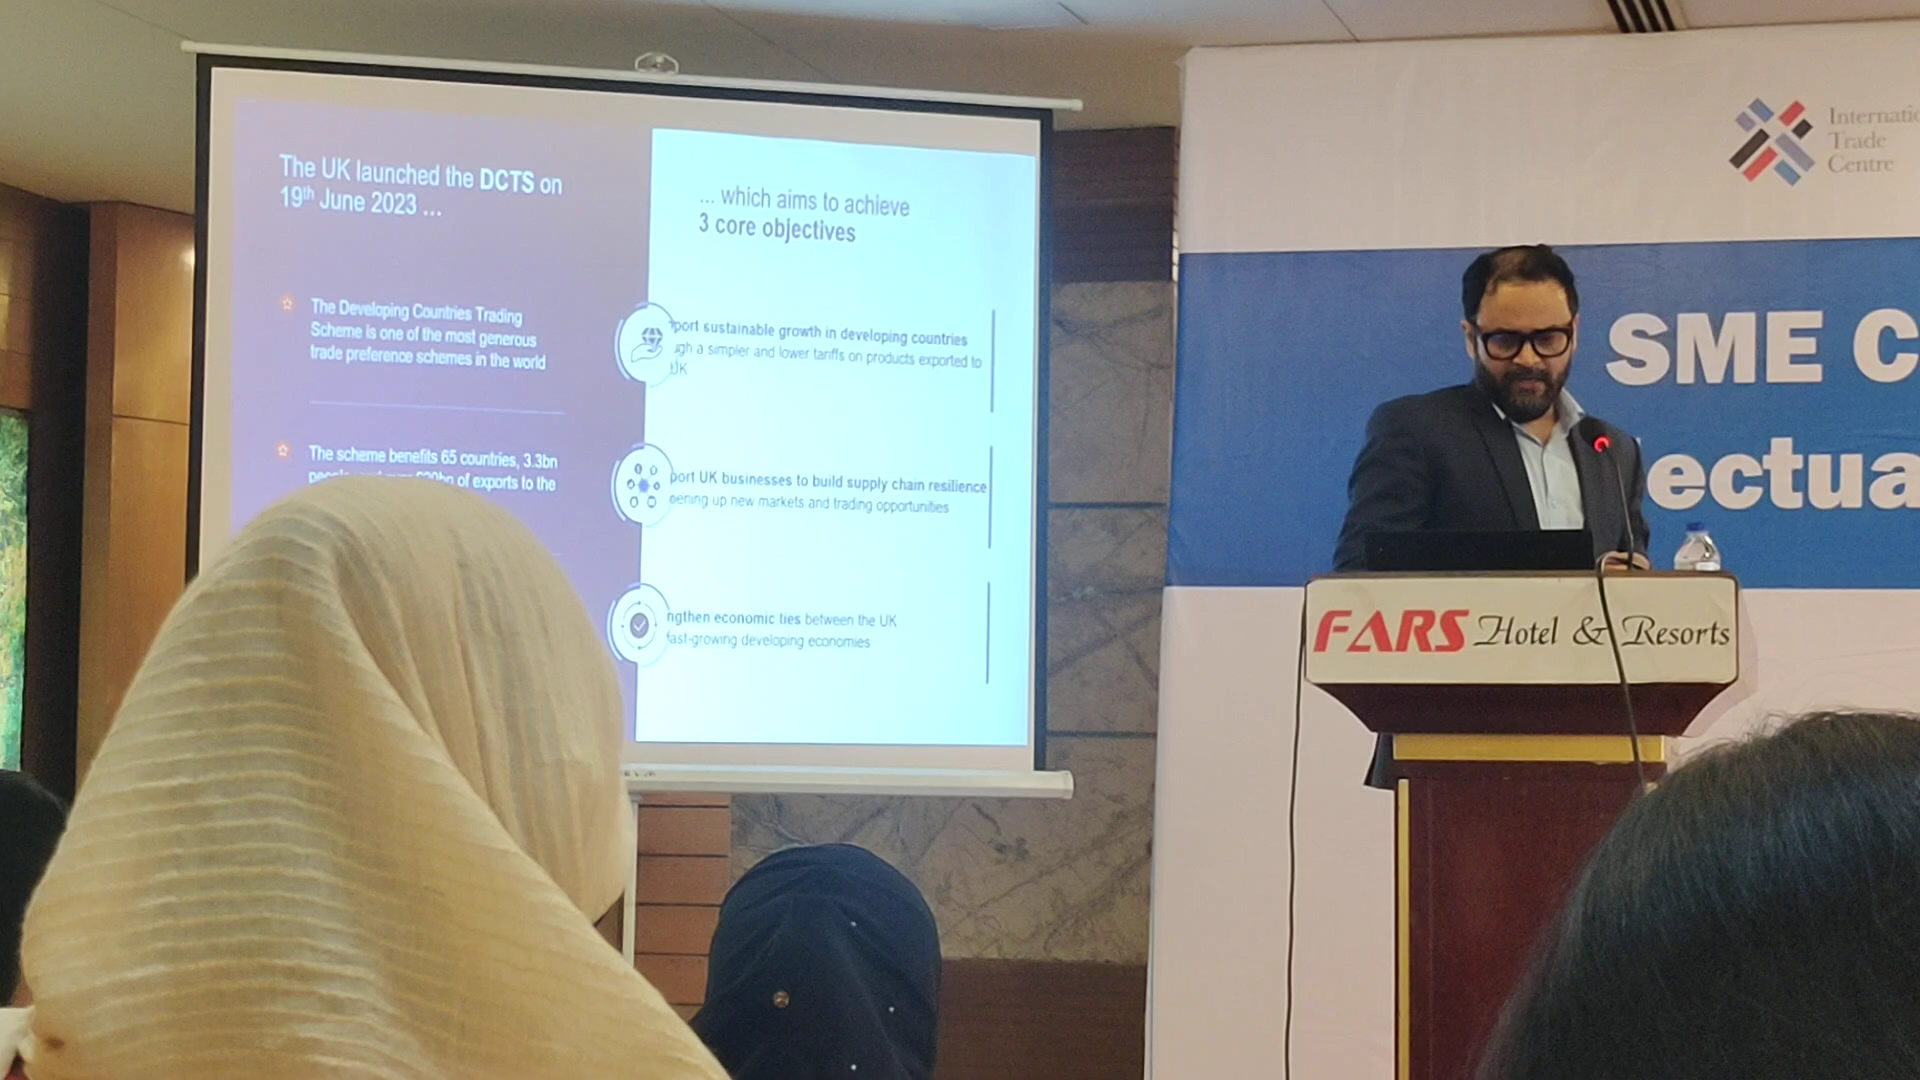 The UK launched the DCTS on
19th June 2023 ...
The Developing Countries Trading
Scheme is one of the most generous
trade preference schemes in the world
The scheme benefits 65 countries, 3.3bn
of exports to the
... which aims to achieve
3 core objectives
port sustainable growth in developing countries
ugh a simpler and lower tariffs on products exported to
UK
port UK businesses to build supply chain resilience
ening up new markets and trading opportunities
ngthen economic ties between the UK
fast-growing developing economies
Internatio
Trade
Centre
SME C
lectua
FARS Hotel & Resorts